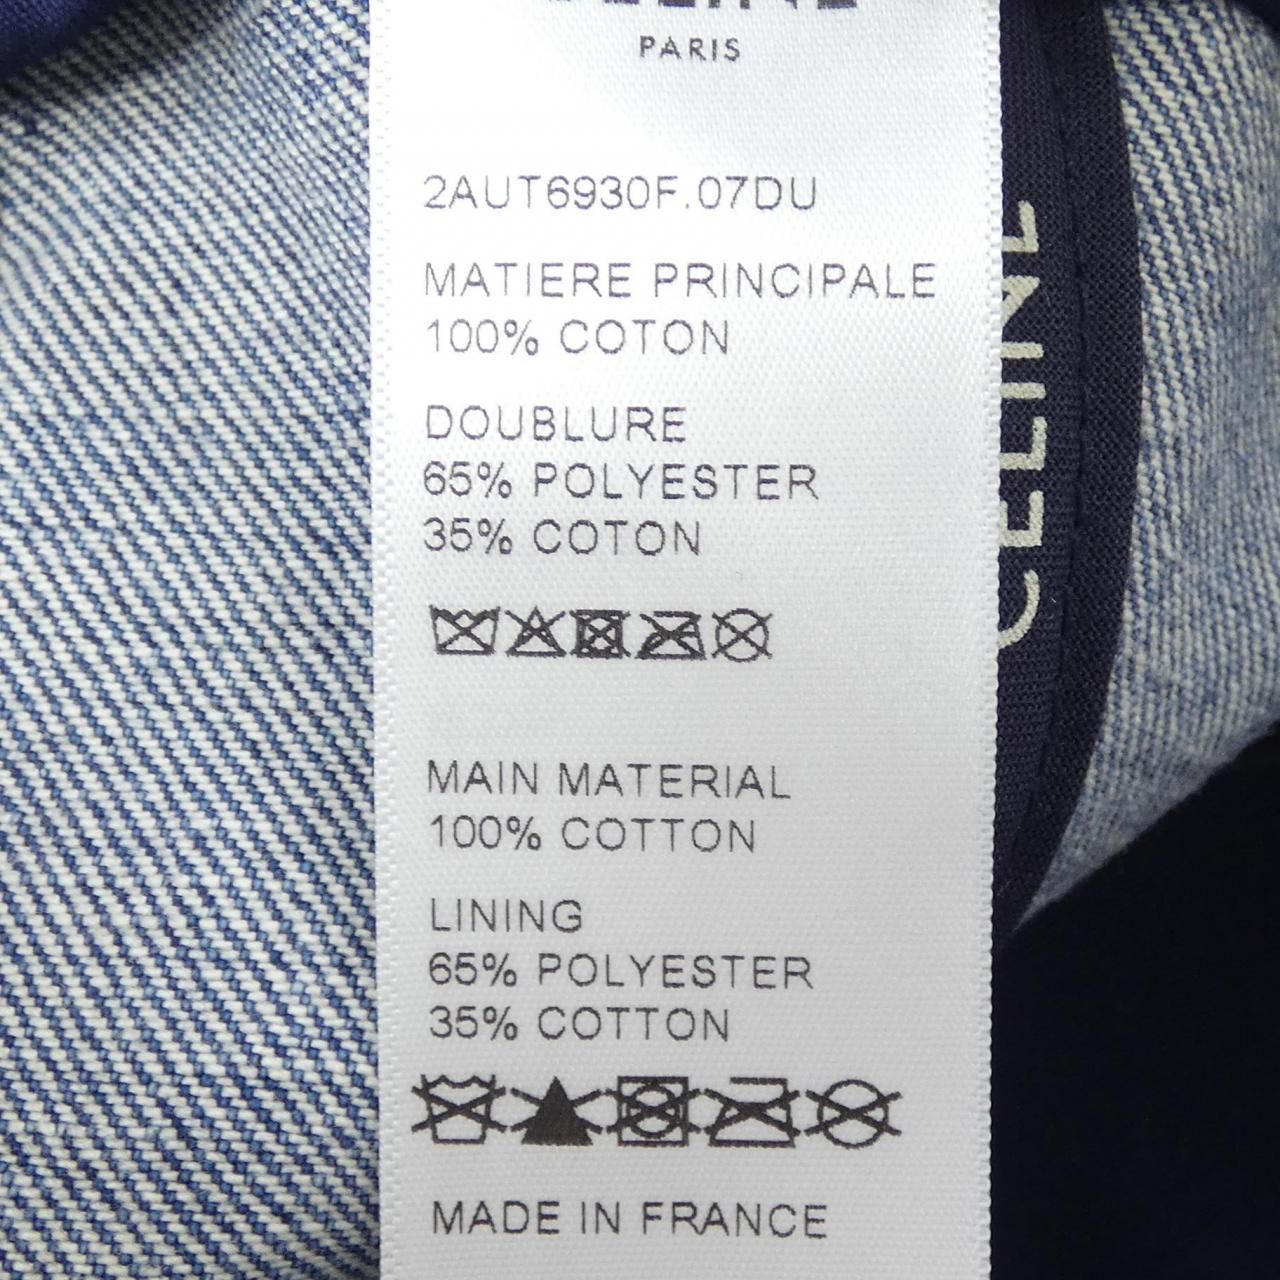 CELINE
PARIS
2AUT6930F.07DU
MATIERE PRINCIPALE
100% COTON
DOUBLURE
65% POLYESTER
35% COTON
MAIN MATERIAL
100% COTTON
LINING
65% POLYESTER
35% COTTON
MADE IN FRANCE
CELINE